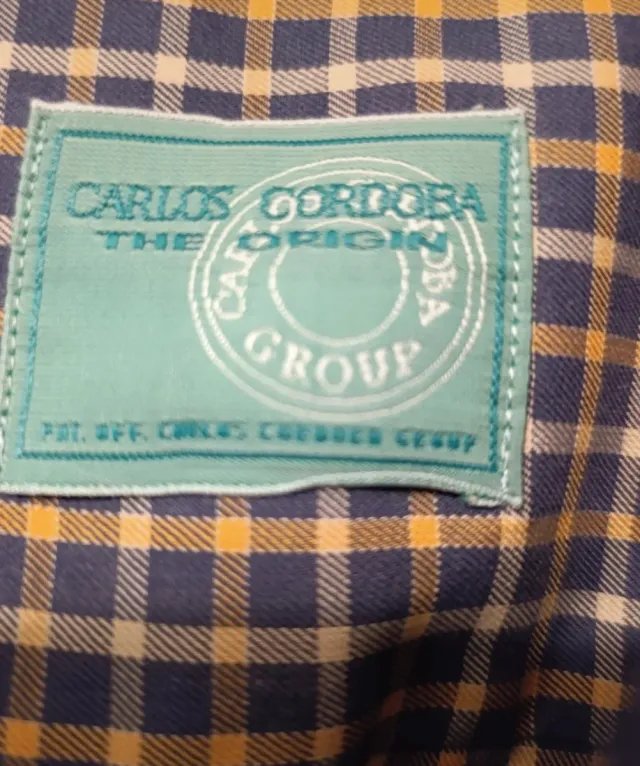 CARLOS CORDOBA
THE ORIGIN
CARLOS CORDOBA
GROUP
PAT. OFF. CARLOS CORDOBA GROUP